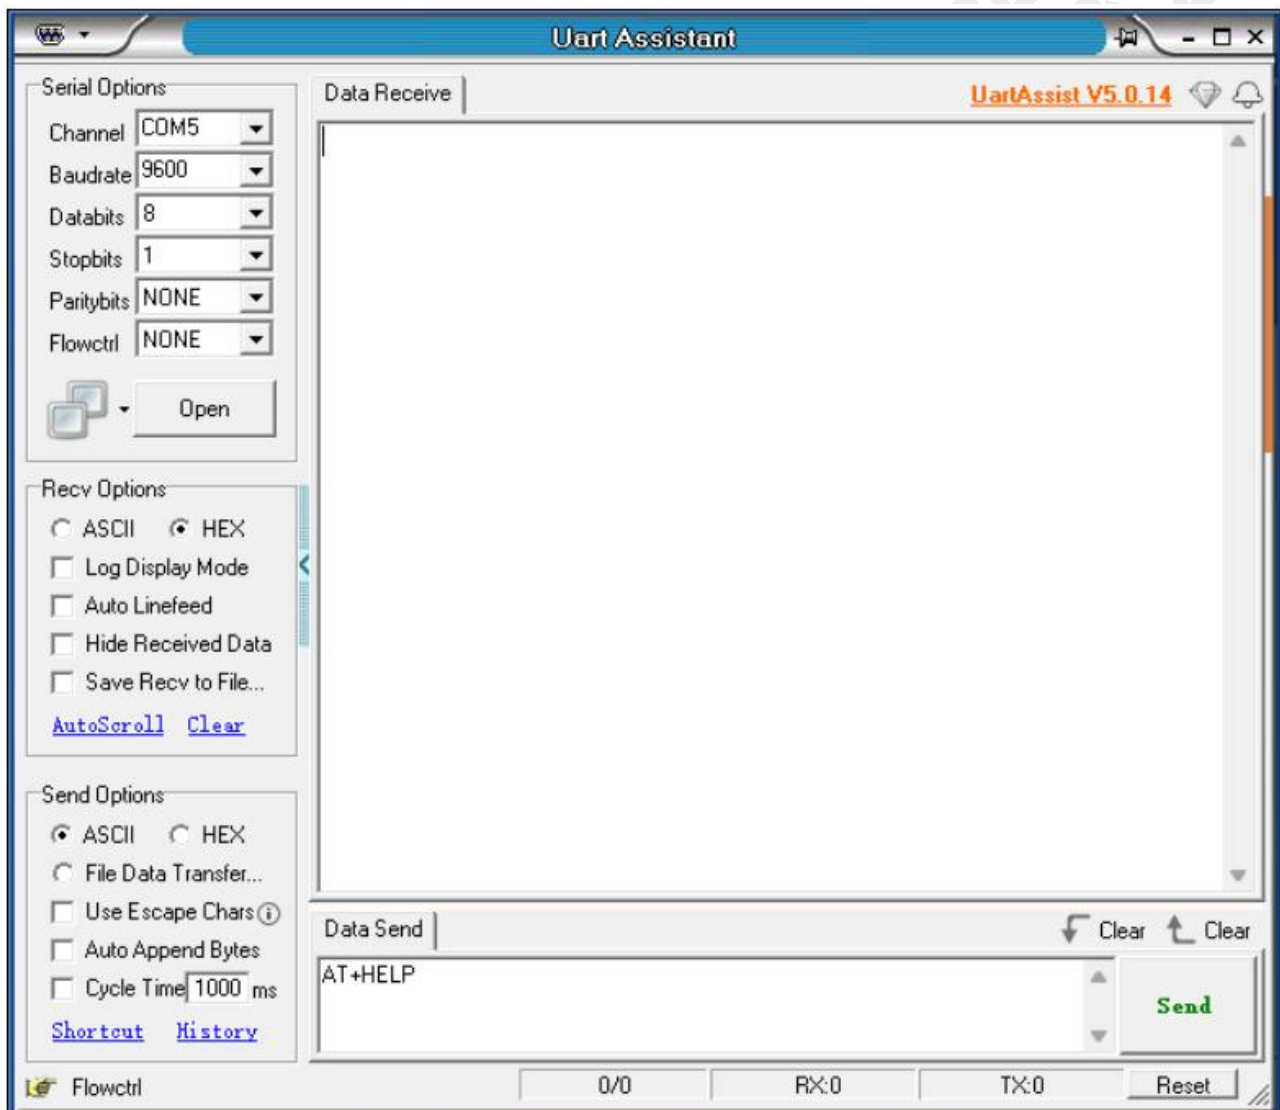 Uart Assistant
Serial Options
Channel COM5
Baudrate 9600
Databits 8
Stopbits 1
Paritybits NONE
Flowctrl NONE
Open
Recv Options
ASCII HEX
Log Display Mode
Auto Linefeed
Hide Received Data
Save Recv to File...
AutoScroll Clear
Send Options
ASCII HEX
File Data Transfer...
Use Escape Chars
Auto Append Bytes
Cycle Time 1000 ms
Shortcut History
Data Receive UartAssist V5.0.14
Data Send Clear Clear
AT+HELP
Send
Flowctrl 0/0 RX:0 TX:0 Reset